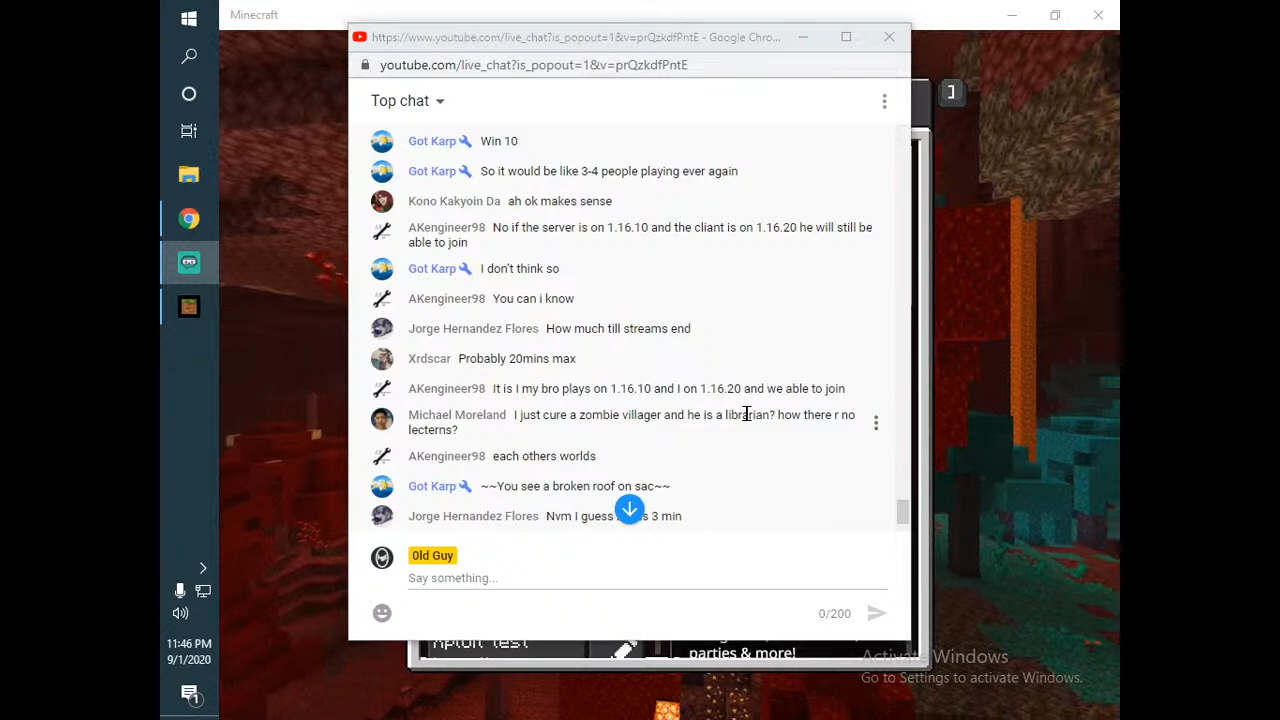 Minecraft
https://www.youtube.com/live_chat?is_popout=1&v=prQzkdfPntE - Google Chro...
youtube.com/live_chat?is_popout=1&v=prQzkdfPntE
]
Top chat
Got Karp Win 10
Got Karp So it would be like 3-4 people playing ever again
Kono Kakyoin Da ah ok makes sense
AKengineer98 No if the server is on 1.16.10 and the cliant is on 1.16.20 he will still be
able to join
Got Karp I don't think so
AKengineer98 You can i know
Jorge Hernandez Flores How much till streams end
Xrdscar Probably 20mins max
AKengineer98 It is I my bro plays on 1.16.10 and I on 1.16.20 and we able to join
Michael Moreland I just cure a zombie villager and he is a librarian? how there r no
lecterns?
AKengineer98 each others worlds
Got Karp ~~You see a broken roof on sac~~
Jorge Hernandez Flores Nvm I guess 3 min
0ld Guy
Say something...
0/200
test
parties & more!
Activate Windows
Go to Settings to activate Windows.
11:46 PM
9/1/2020
1